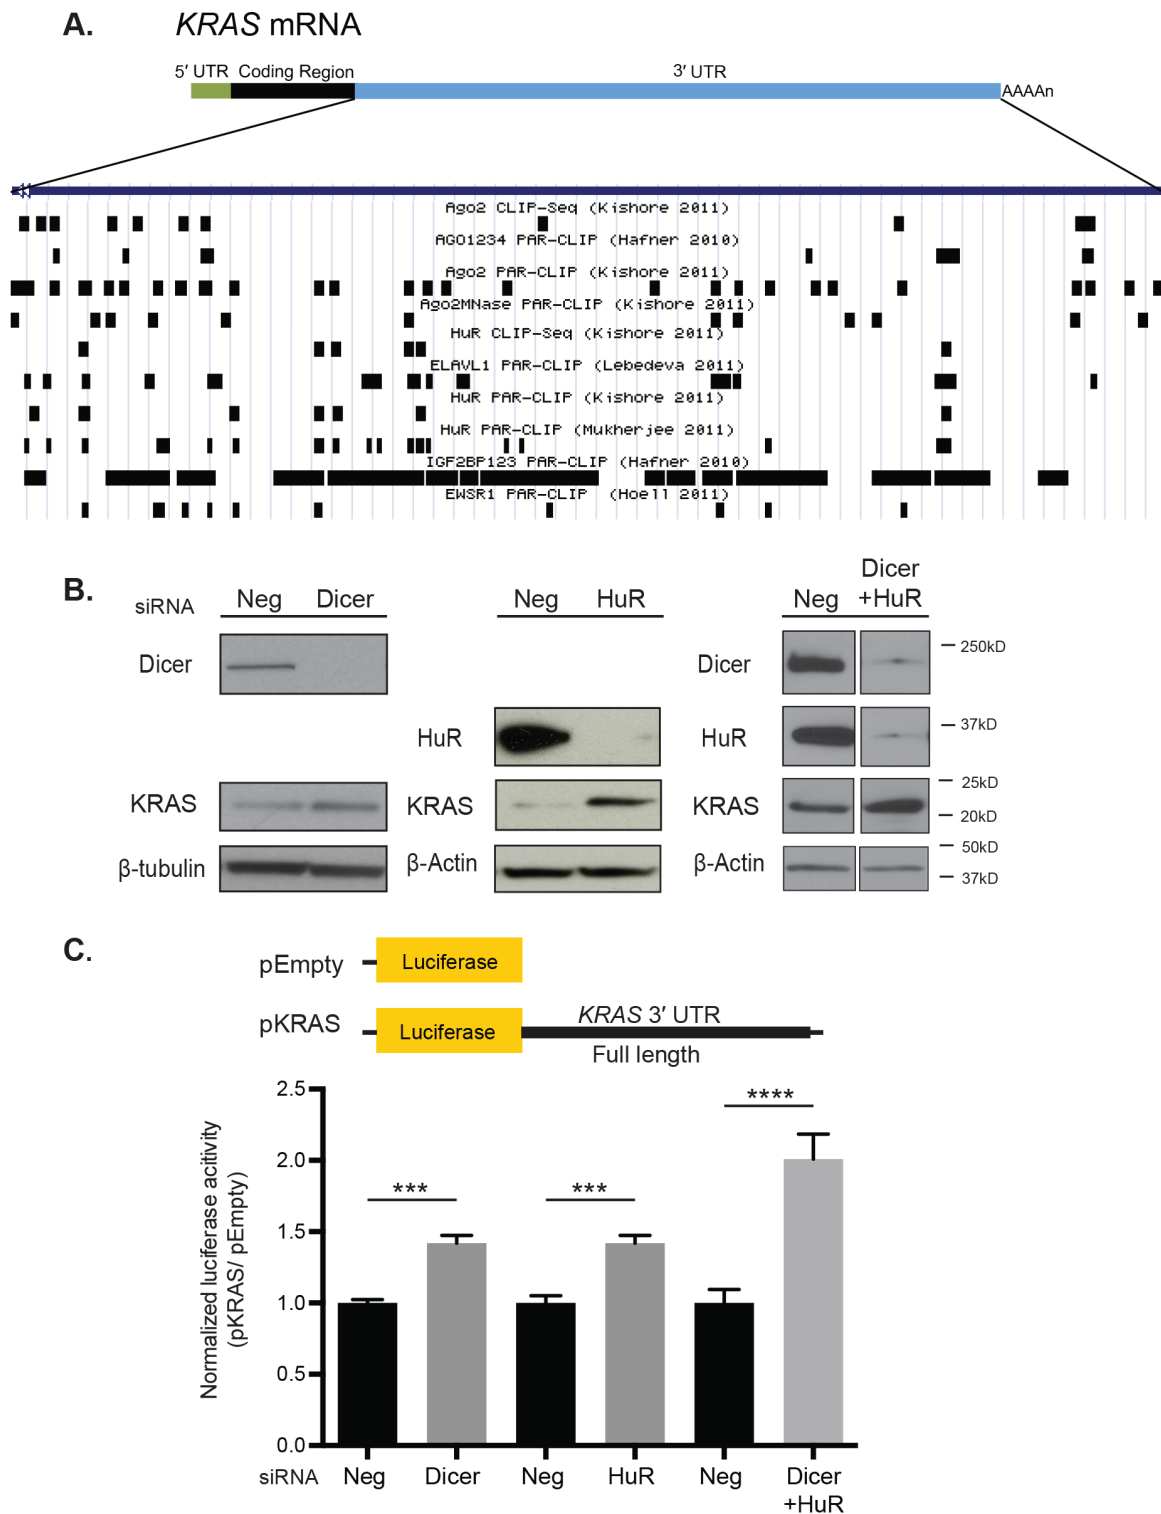 A. KRAS mRNA
5′ UTR Coding Region 3′ UTR
AAAAn
Ago2 CLIP-Seq (Kishore 2011)
AGO1234 PAR-CLIP (Hafner 2010)
Ago2 PAR-CLIP (Kishore 2011)
Ago2MNase PAR-CLIP (Kishore 2011)
HuR CLIP-Seq (Kishore 2011)
ELAVL1 PAR-CLIP (Lebedeva 2011)
HuR PAR-CLIP (Kishore 2011)
HuR PAR-CLIP (Mukherjee 2011)
IGF2BP123 PAR-CLIP (Hafner 2010)
EWSR1 PAR-CLIP (Hoell 2011)
B.
siRNA Neg Dicer Neg HuR Neg Dicer +HuR
Dicer Dicer 250kD
HuR HuR 37kD
KRAS KRAS KRAS 25kD 20kD
β-tubulin β-Actin β-Actin 50kD 37kD
C.
pEmpty Luciferase
pKRAS Luciferase KRAS 3′ UTR
Full length
Normalized luciferase acitivity
(pKRAS/ pEmpty)
2.5
2.0
1.5
1.0
0.5
0.0
*** *** ****
siRNA Neg Dicer Neg HuR Neg Dicer
+HuR